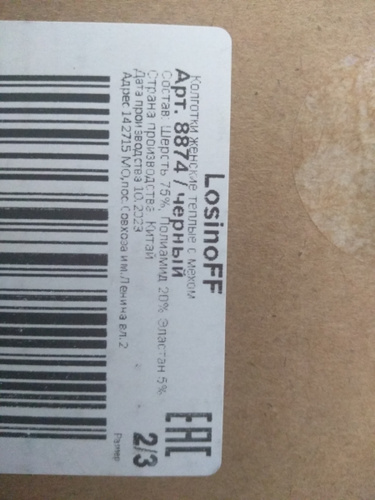 LosinoFF
Колготки женские теплые с мехом
Арт. 8874 / черный
Состав: Шерсть 75%, Полиамид 20% Эластан 5%
Страна производства: Китай
Дата производства 10.2023
Адрес 142715 МО,пос. Совхоза им.Ленина вл.2
EAC
Размер
2/3